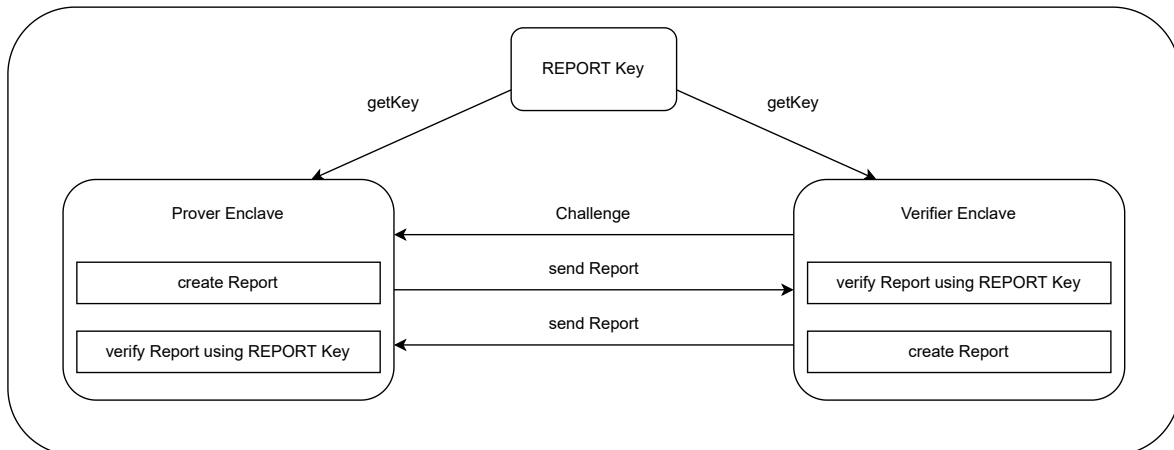 REPORT Key
getKey
getKey
Prover Enclave
Challenge
Verifier Enclave
create Report
send Report
verify Report using REPORT Key
send Report
verify Report using REPORT Key
create Report